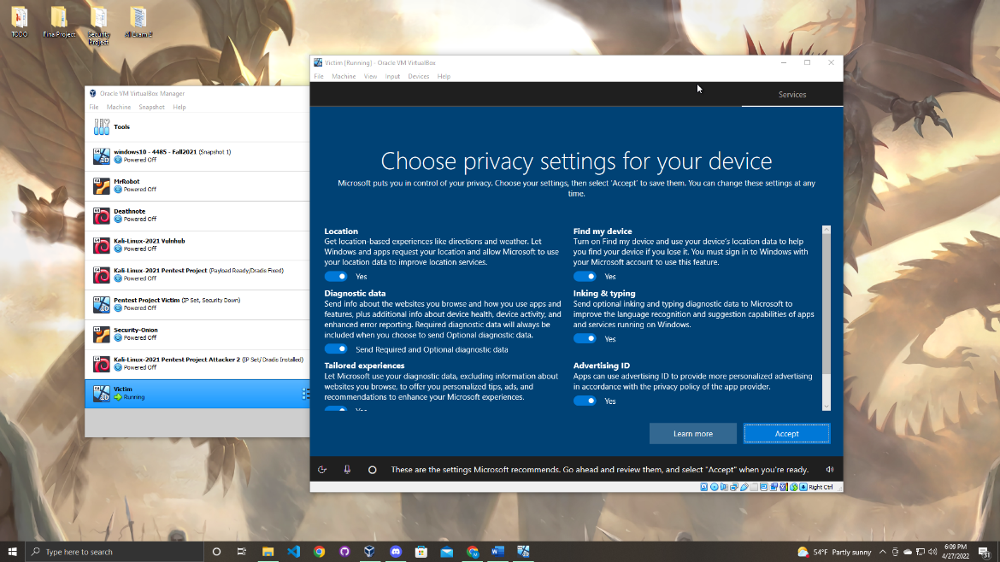 TODO
Final Project
Security
Project
AI Exam 2
Oracle VM VirtualBox Manager
File Machine Snapshot Help
Tools
windows10 - 4485 - Fall2021 (Snapshot 1)
Powered Off
MrRobot
Powered Off
Deathnote
Powered Off
Kali-Linux-2021 Vulnhub
Powered Off
Kali-Linux-2021 Pentest Project (Payload Ready/Dradis Fixed)
Powered Off
Pentest Project Victim (IP Set, Security Down)
Powered Off
Security-Onion
Powered Off
Kali-Linux-2021 Pentest Project Attacker 2 (IP Set/ Dradis Installed)
Powered Off
Victim
Running
Victim [Running] - Oracle VM VirtualBox
File Machine View Input Devices Help
Services
Choose privacy settings for your device
Microsoft puts you in control of your privacy. Choose your settings, then select 'Accept' to save them. You can change these settings at any
time.
Location
Get location-based experiences like directions and weather. Let
Windows and apps request your location and allow Microsoft to use
your location data to improve location services.
Yes
Diagnostic data
Send info about the websites you browse and how you use apps and
features, plus additional info about device health, device activity, and
enhanced error reporting. Required diagnostic data will always be
included when you choose to send Optional diagnostic data.
Send Required and Optional diagnostic data
Tailored experiences
Let Microsoft use your diagnostic data, excluding information about
websites you browse, to offer you personalized tips, ads, and
recommendations to enhance your Microsoft experiences.
Yes
Find my device
Turn on Find my device and use your device's location data to help
you find your device if you lose it. You must sign in to Windows with
your Microsoft account to use this feature.
Yes
Inking & typing
Send optional inking and typing diagnostic data to Microsoft to
improve the language recognition and suggestion capabilities of apps
and services running on Windows.
Yes
Advertising ID
Apps can use advertising ID to provide more personalized advertising
in accordance with the privacy policy of the app provider.
Yes
Learn more
Accept
These are the settings Microsoft recommends. Go ahead and review them, and select "Accept" when you're ready.
Right Ctrl
Type here to search
54°F Partly sunny
6:09 PM
4/27/2022